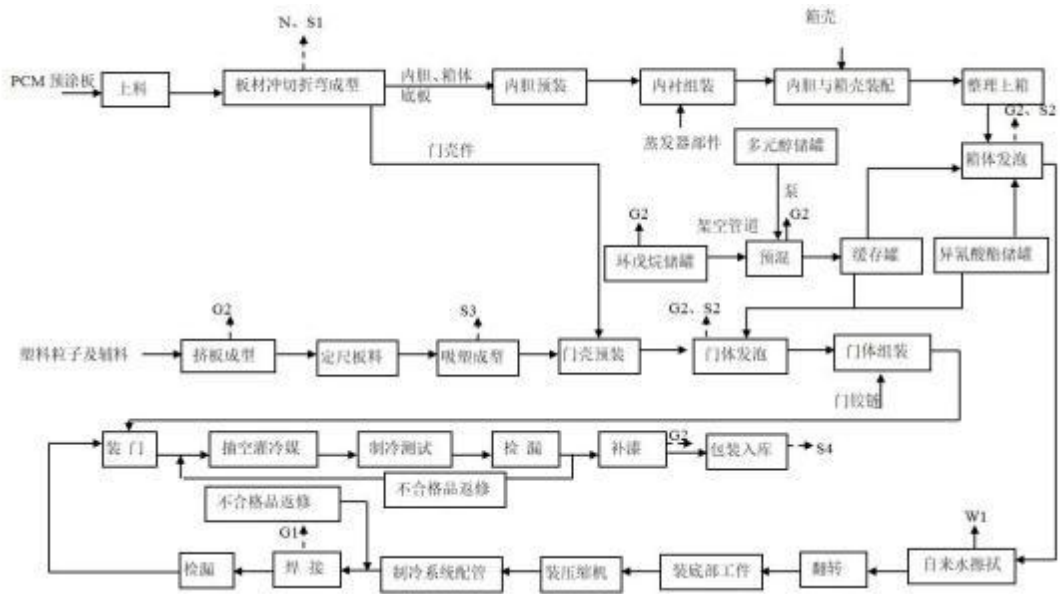 箱壳
N、S1
PCM 预涂板
上料
板材冲切折弯成型
内胆、箱体
底板
内胆预装
内衬组装
内胆与箱壳装配
整理上箱
G2、S2
蒸发器部件
多元醇储罐
箱体发泡
门壳件
泵
G2
架空管道
G2
环戊烷储罐
预混
缓存罐
异氰酸酯储罐
G2
S3
G2、S2
塑料粒子及辅料
挤板成型
定尺板料
吸塑成型
门壳预装
门体发泡
门体组装
门铰链
装 门
抽空灌冷媒
制冷测试
检 漏
补漆
G2
包装入库
S4
不合格品返修
不合格品返修
G1
W1
检漏
焊 接
制冷系统配管
装压缩机
装底部工件
翻转
自来水擦拭